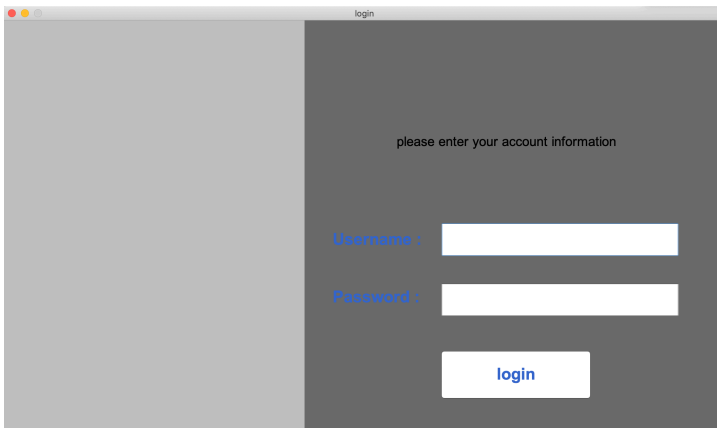 login
please enter your account information
Username :
Password :
login